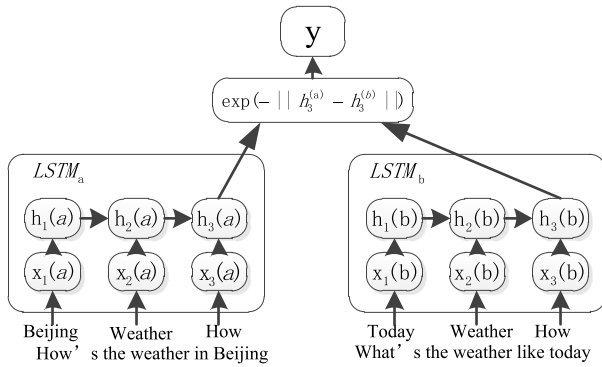 y
exp(－｜｜h₃⁽ᵃ⁾－h₃⁽ᵇ⁾｜｜)
LSTMₐ
LSTM_b
h₁(a) h₂(a) h₃(a)
h₁(b) h₂(b) h₃(b)
x₁(a) x₂(a) x₃(a)
x₁(b) x₂(b) x₃(b)
Beijing Weather How
Today Weather How
How’s the weather in Beijing
What’s the weather like today